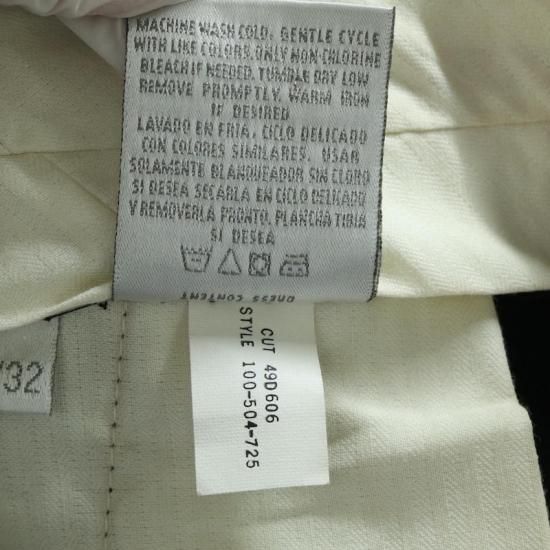 MACHINE WASH COLD, GENTLE CYCLE
WITH LIKE COLORS, ONLY NON-CHLORINE
BLEACH IF NEEDED, TUMBLE DRY LOW
REMOVE PROMPTLY, WARM IRON
IF DESIRED
LAVADO EN FRIA, CICLO DELICADO
CON COLORES SIMILARES, USAR
SOLAMENTE BLANQUEADOR SIN CLORO
SI DESEA SECARLA EN CICLO DELICADO
Y REMOVERLA PRONTO, PLANCHA TIBIA
SI DESEA
CONTENT
CUT 49D606
STYLE 100-504-725
/32